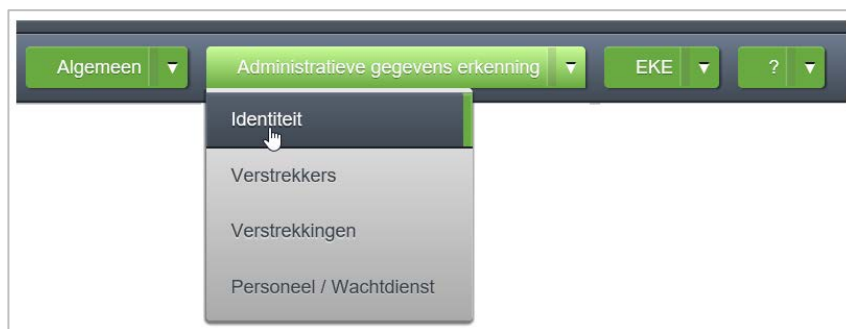 Algemeen Administratieve gegevens erkenning EKE ?
Identiteit
Verstrekkers
Verstrekkingen
Personeel / Wachtdienst